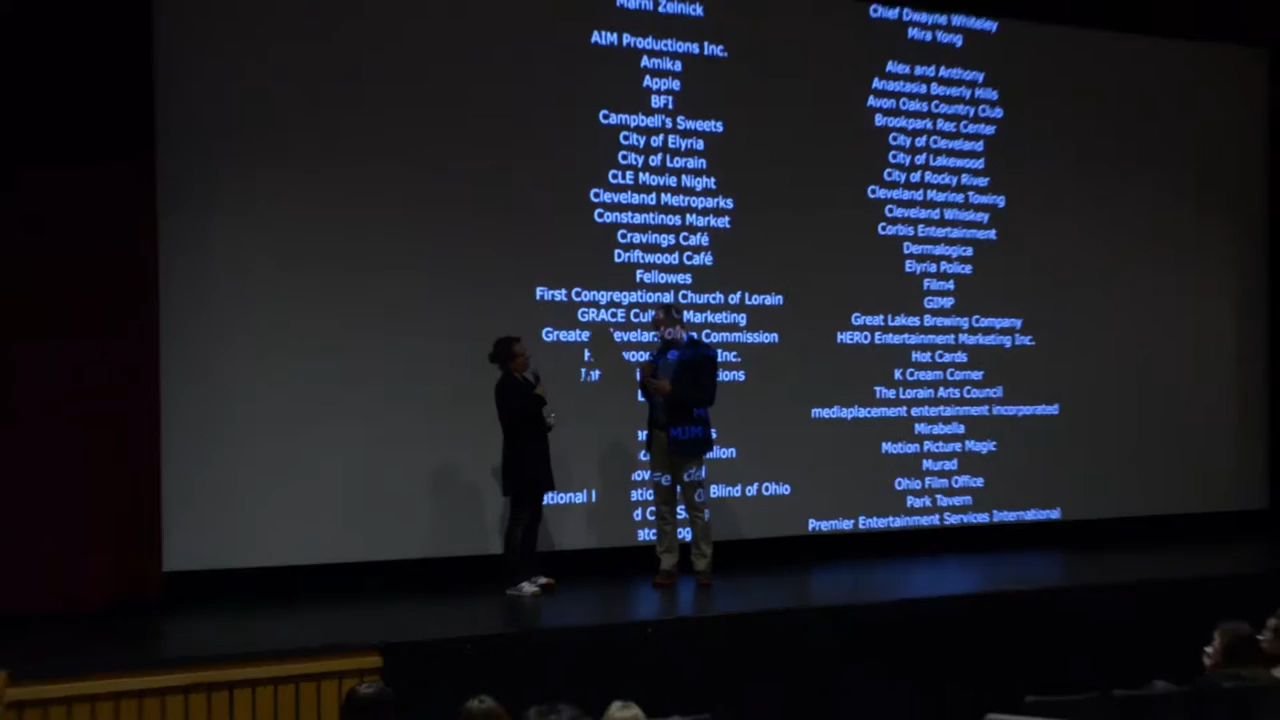 Marni Zelnick
AIM Productions Inc.
Amika
Apple
BFI
Campbell's Sweets
City of Elyria
City of Lorain
CLE Movie Night
Cleveland Metroparks
Constantinos Market
Cravings Café
Driftwood Café
Fellowes
First Congregational Church of Lorain
GRACE Marketing
Commission
Inc.
MJM
Blind of Ohio
Chief Dwayne Whiteley
Mira Yong
Alex and Anthony
Anastasia Beverly Hills
Avon Oaks Country Club
Brookpark Rec Center
City of Cleveland
City of Lakewood
City of Rocky River
Cleveland Marine Towing
Cleveland Whiskey
Corbis Entertainment
Dermalogica
Elyria Police
Film4
GIMP
Great Lakes Brewing Company
HERO Entertainment Marketing Inc.
Hot Cards
K Cream Corner
The Lorain Arts Council
mediaplacement entertainment incorporated
Mirabella
Motion Picture Magic
Murad
Ohio Film Office
Park Tavern
Premier Entertainment Services International